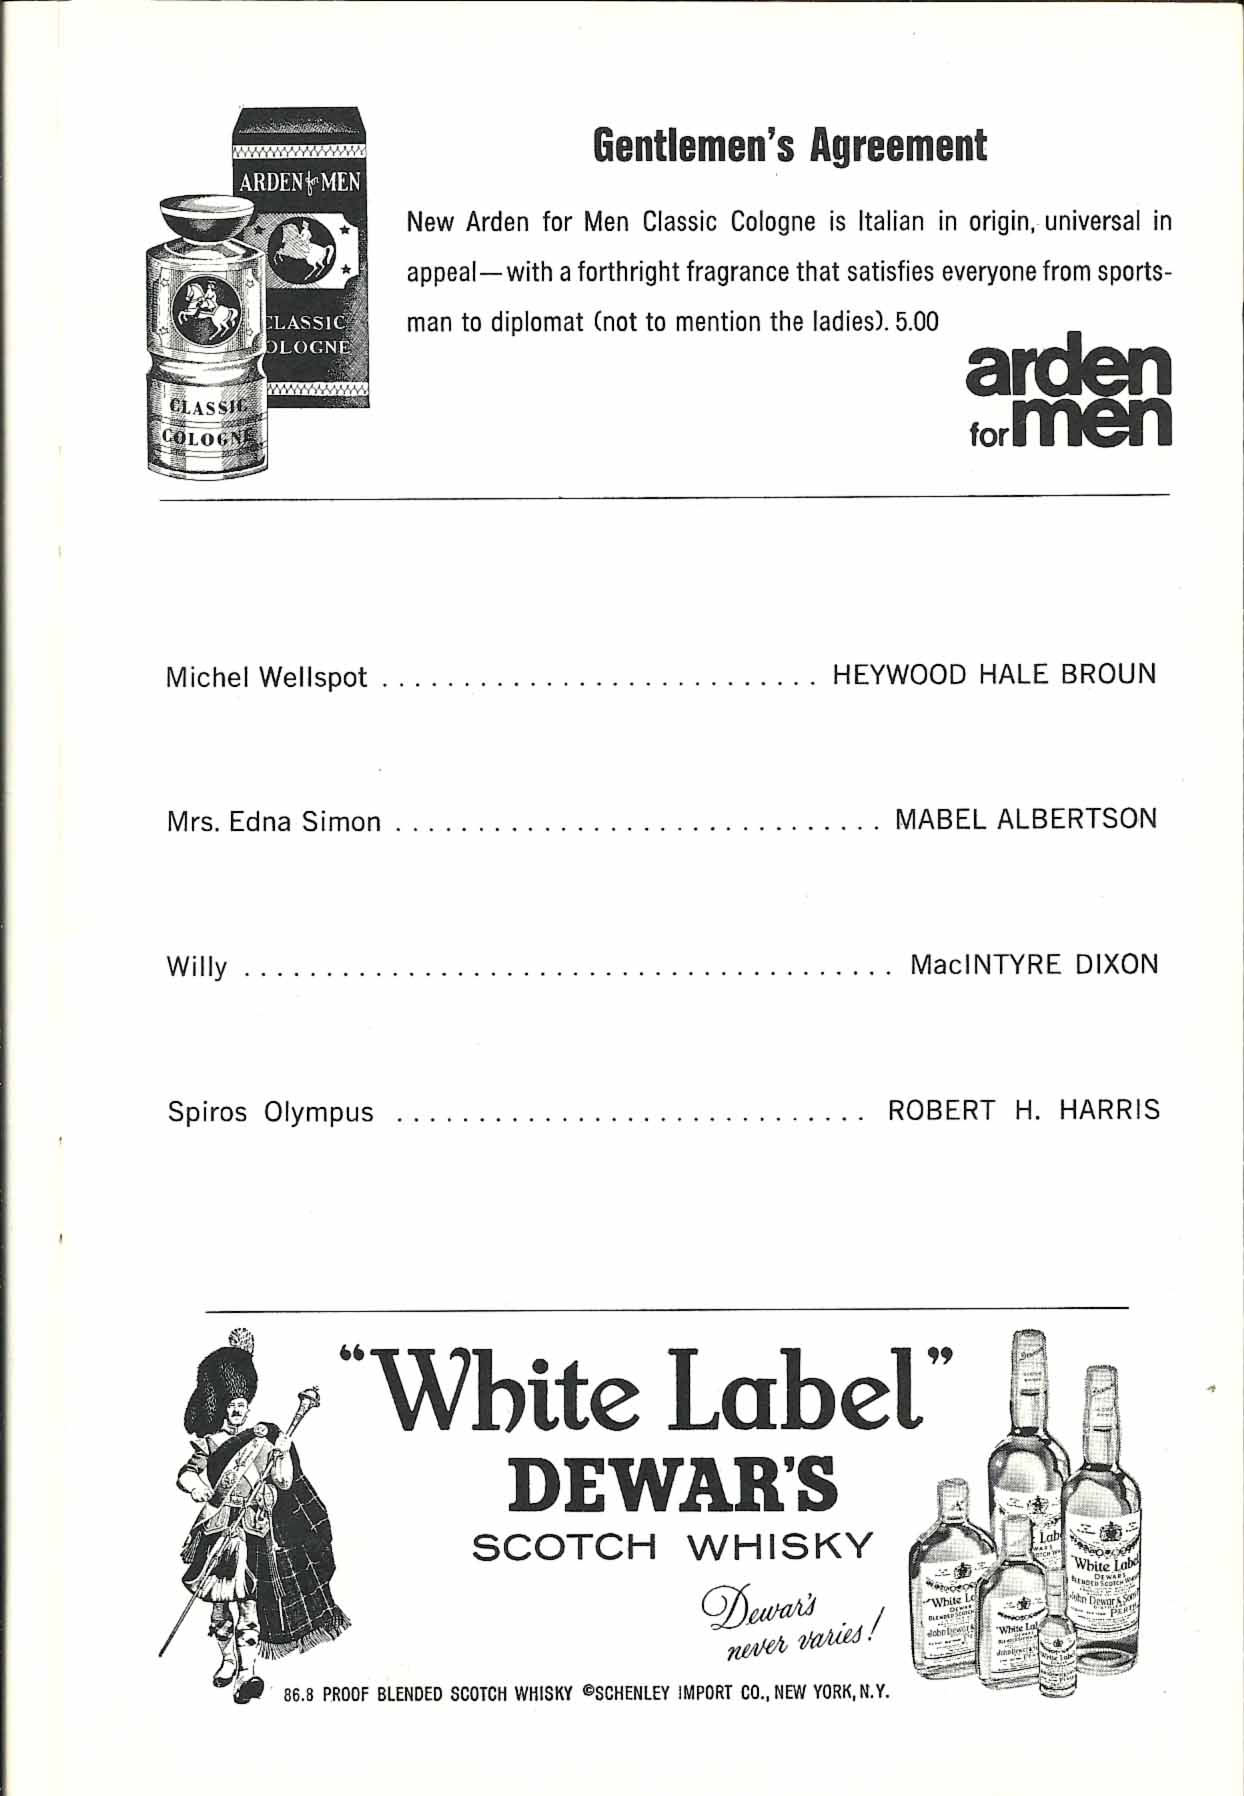 ARDEN for MEN
CLASSIC
COLOGNE
CLASSIC
COLOGNE
Gentlemen's Agreement
New Arden for Men Classic Cologne is Italian in origin, universal in
appeal—with a forthright fragrance that satisfies everyone from sports-
man to diplomat (not to mention the ladies). 5.00
arden
for men
Michel Wellspot ........................... HEYWOOD HALE BROUN
Mrs. Edna Simon .............................. MABEL ALBERTSON
Willy ........................................ MacINTYRE DIXON
Spiros Olympus ............................. ROBERT H. HARRIS
"White Label"
DEWAR'S
SCOTCH WHISKY
Dewar's
never varies!
White Label
DEWAR'S
86.8 PROOF BLENDED SCOTCH WHISKY ©SCHENLEY IMPORT CO., NEW YORK, N.Y.